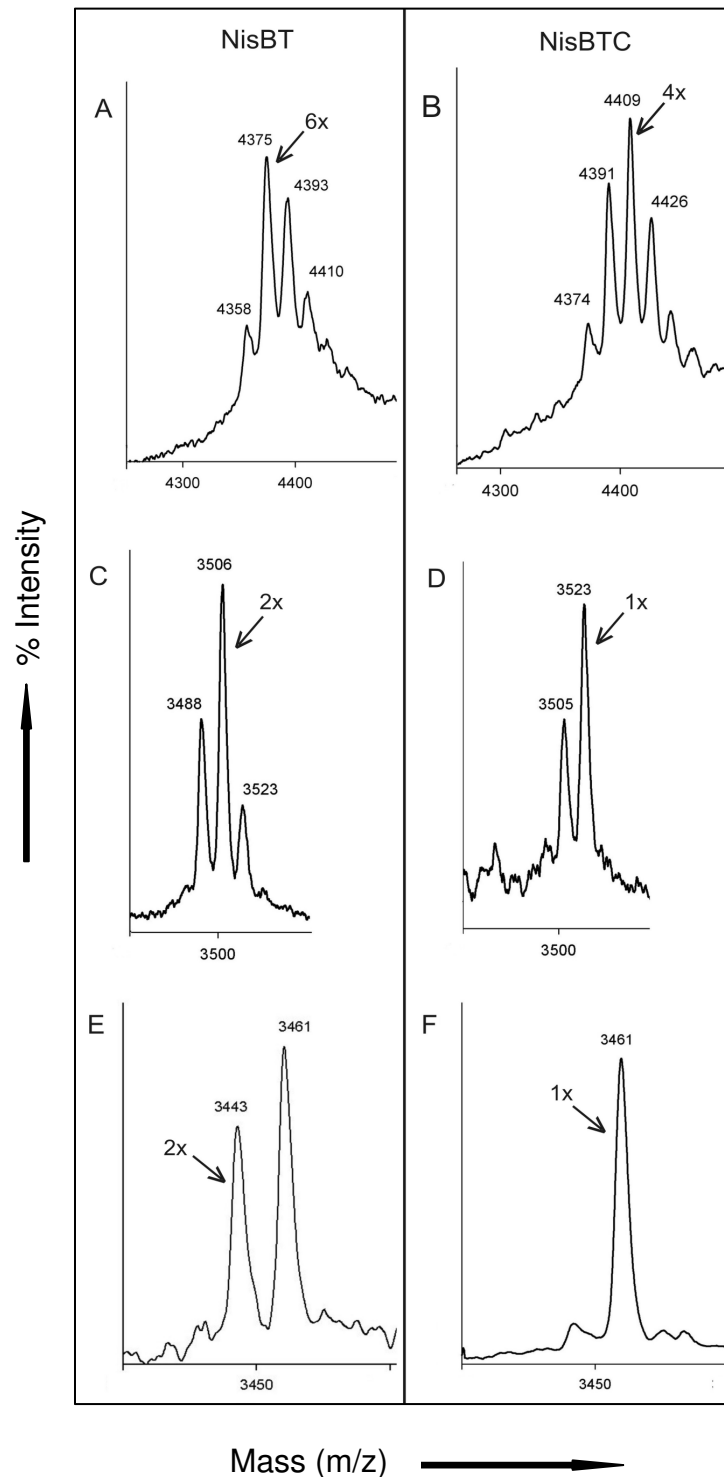 NisBT
NisBTC
A
6x
4375
4393
4410
4358
4300
4400
B
4409
4x
4391
4426
4374
4300
4400
C
3506
2x
3488
3523
3500
D
3523
1x
3505
3500
E
3461
3443
2x
3450
F
3461
1x
3450
% Intensity
Mass (m/z)